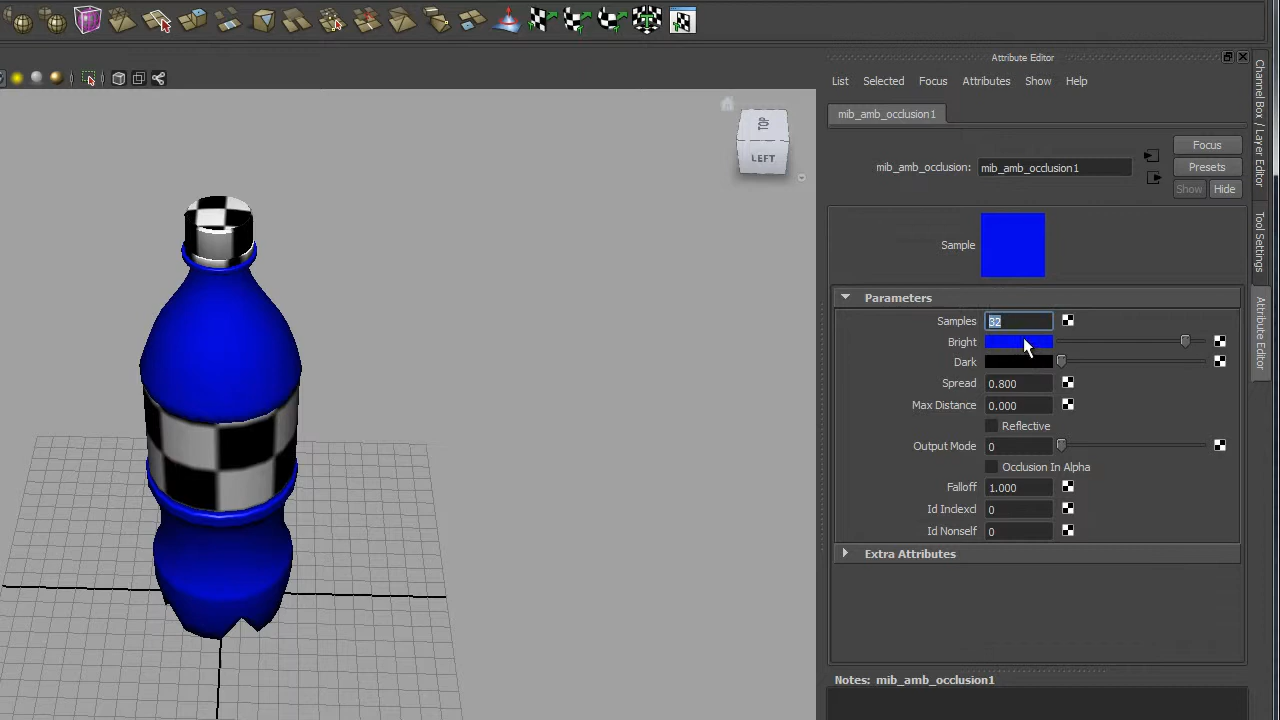 Attribute Editor
List Selected Focus Attributes Show Help
mib_amb_occlusion1
Focus
mib_amb_occlusion: mib_amb_occlusion1
Presets
Show Hide
Sample
Parameters
Samples 32
Bright
Dark
Spread 0.800
Max Distance 0.000
Reflective
Output Mode 0
Occlusion In Alpha
Falloff 1.000
Id Inclexcl 0
Id Nonself 0
Extra Attributes
Notes: mib_amb_occlusion1
Channel Box / Layer Editor
Tool Settings
Attribute Editor
TOP
LEFT